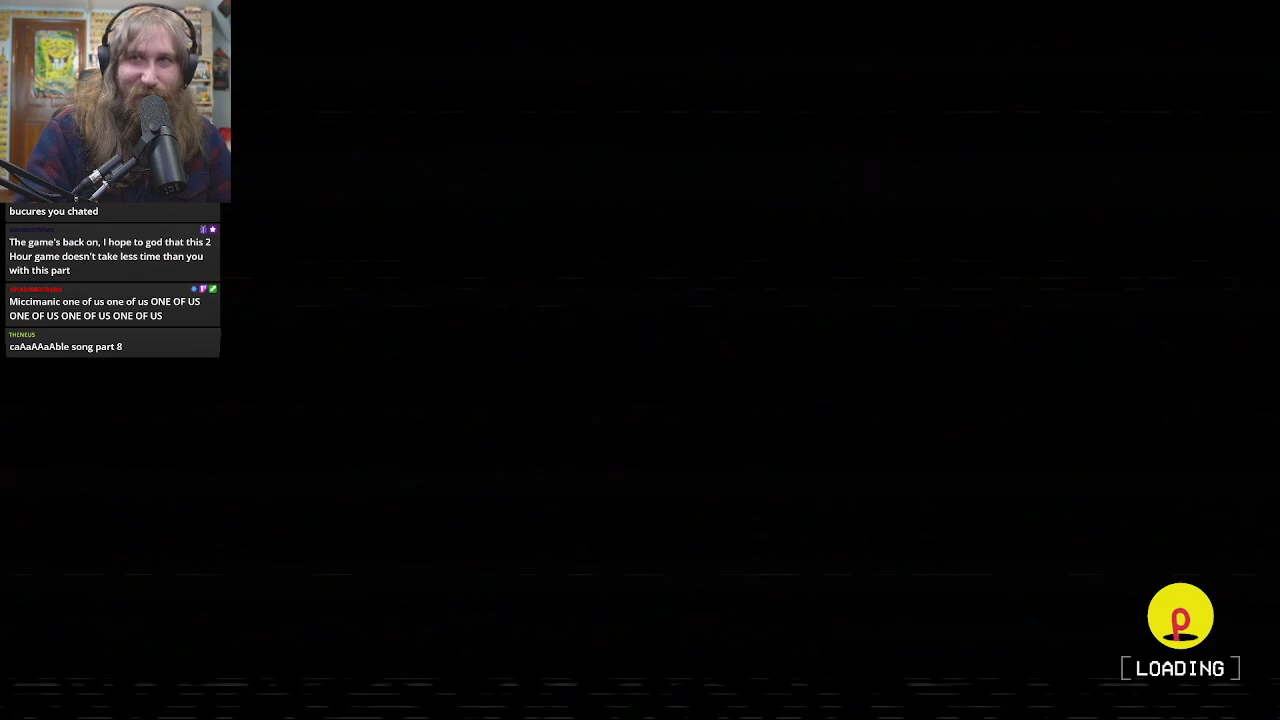 bucures you chated
The game's back on, I hope to god that this 2
Hour game doesn't take less time than you
with this part
Miccimanic one of us one of us ONE OF US
ONE OF US ONE OF US ONE OF US
THENEUS
caAaAAaAble song part 8
p
[LOADING]